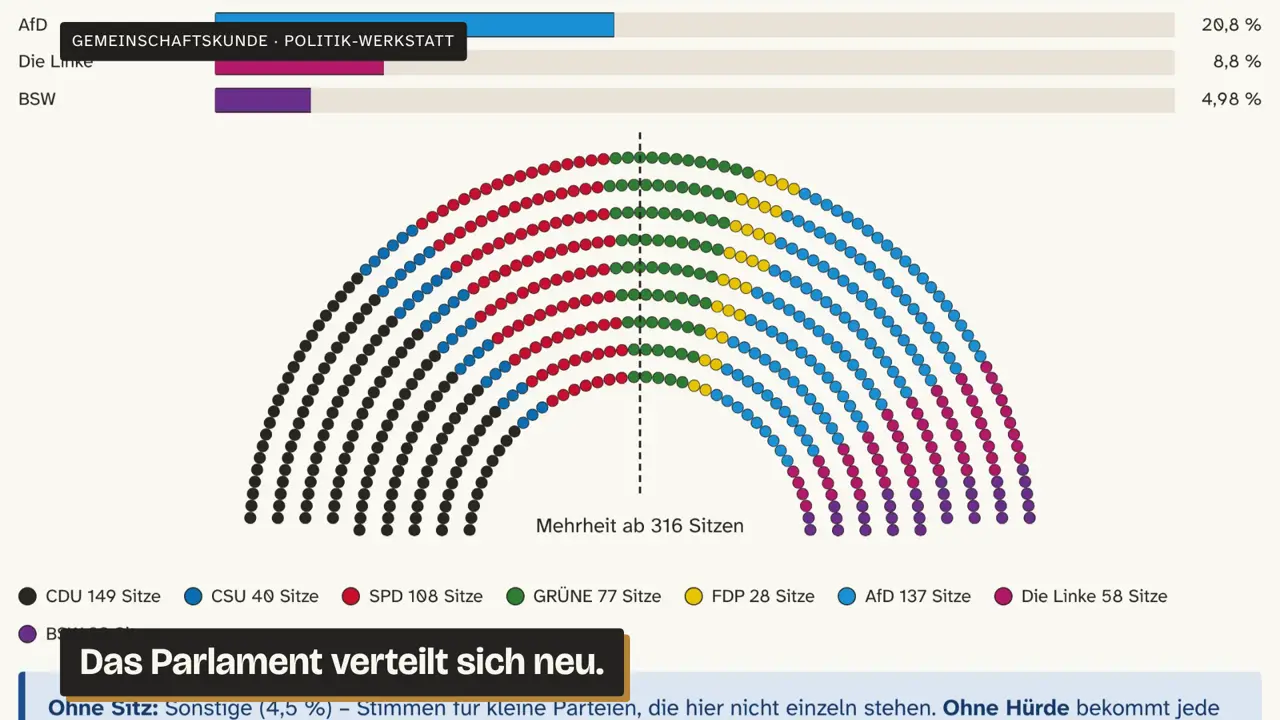 AfD
20,8 %
GEMEINSCHAFTSKUNDE · POLITIK-WERKSTATT
Die Linke
8,8 %
BSW
4,98 %
Mehrheit ab 316 Sitzen
CDU 149 Sitze
CSU 40 Sitze
SPD 108 Sitze
GRÜNE 77 Sitze
FDP 28 Sitze
AfD 137 Sitze
Die Linke 58 Sitze
Das Parlament verteilt sich neu.
Ohne Sitz: Sonstige (4,5 %) – Stimmen für kleine Parteien, die hier nicht einzeln stehen. Ohne Hürde bekommt jede